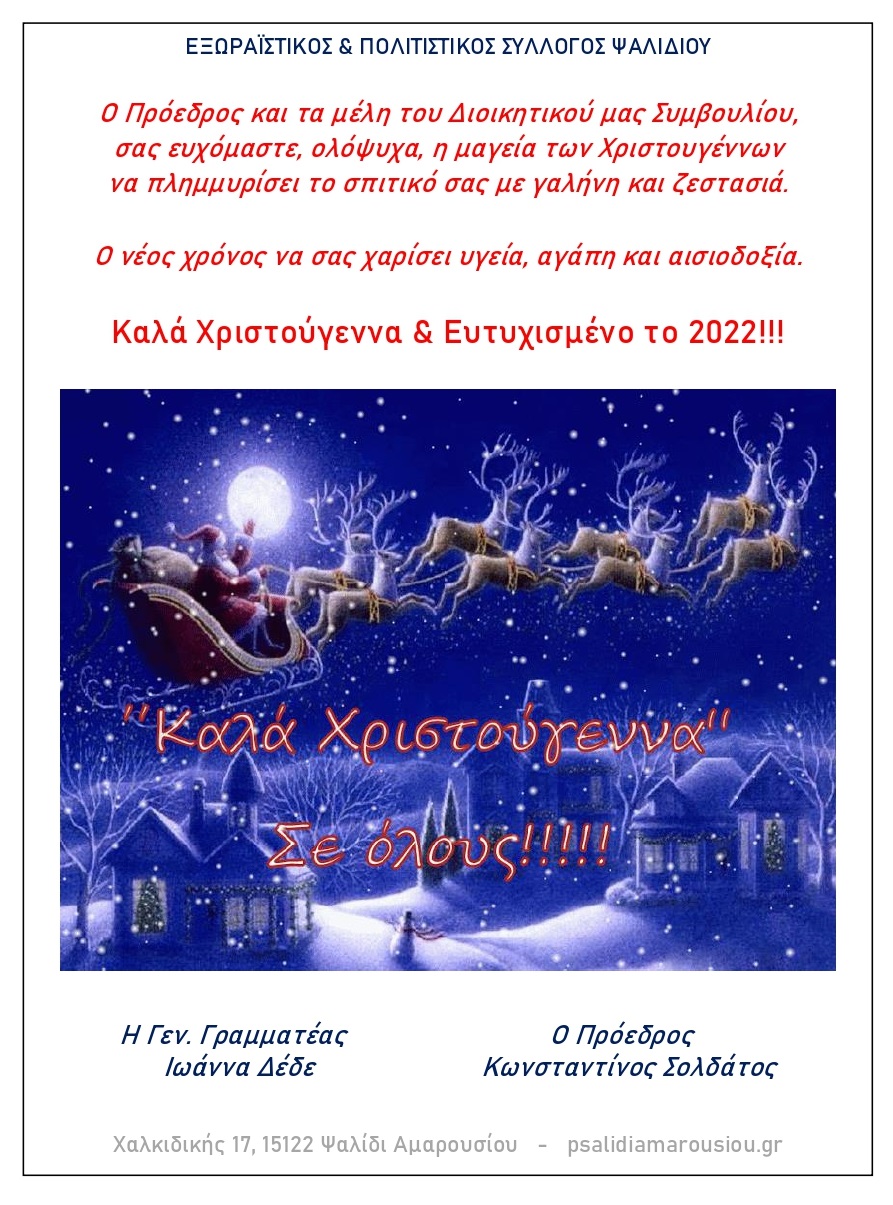 ΕΞΩΡΑΪΣΤΙΚΟΣ & ΠΟΛΙΤΙΣΤΙΚΟΣ ΣΥΛΛΟΓΟΣ ΨΑΛΙΔΙΟΥ
Ο Πρόεδρος και τα μέλη του Διοικητικού μας Συμβουλίου,
σας ευχόμαστε, ολόψυχα, η μαγεία των Χριστουγέννων
να πλημμυρίσει το σπιτικό σας με γαλήνη και ζεστασιά.
Ο νέος χρόνος να σας χαρίσει υγεία, αγάπη και αισιοδοξία.
Καλά Χριστούγεννα & Ευτυχισμένο το 2022!!!
"Καλά Χριστούγεννα"
Σε όλους!!!!!
Η Γεν. Γραμματέας
Ιωάννα Δέδε
Ο Πρόεδρος
Κωνσταντίνος Σολδάτος
Χαλκιδικής 17, 15122 Ψαλίδι Αμαρουσίου - psalidiamarousiou.gr